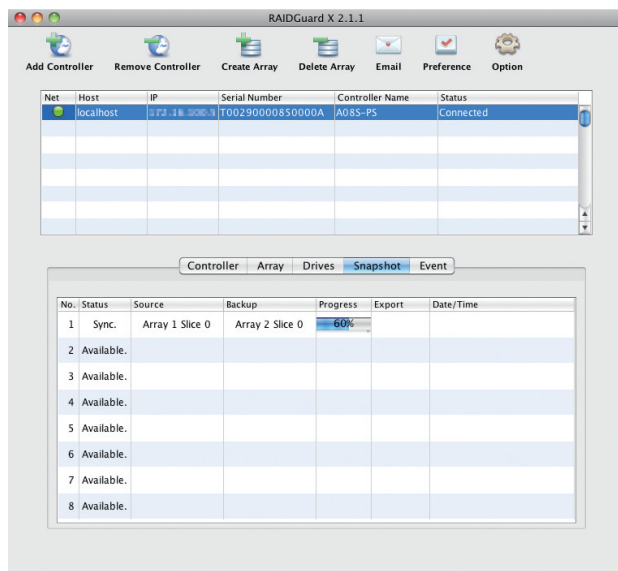 RAIDGuard X 2.1.1
Add Controller Remove Controller Create Array Delete Array Email Preference Option
Net Host IP Serial Number Controller Name Status
localhost T00290000850000A A08S-PS Connected
Controller Array Drives Snapshot Event
No. Status Source Backup Progress Export Date/Time
1 Sync. Array 1 Slice 0 Array 2 Slice 0 60%
2 Available.
3 Available.
4 Available.
5 Available.
6 Available.
7 Available.
8 Available.